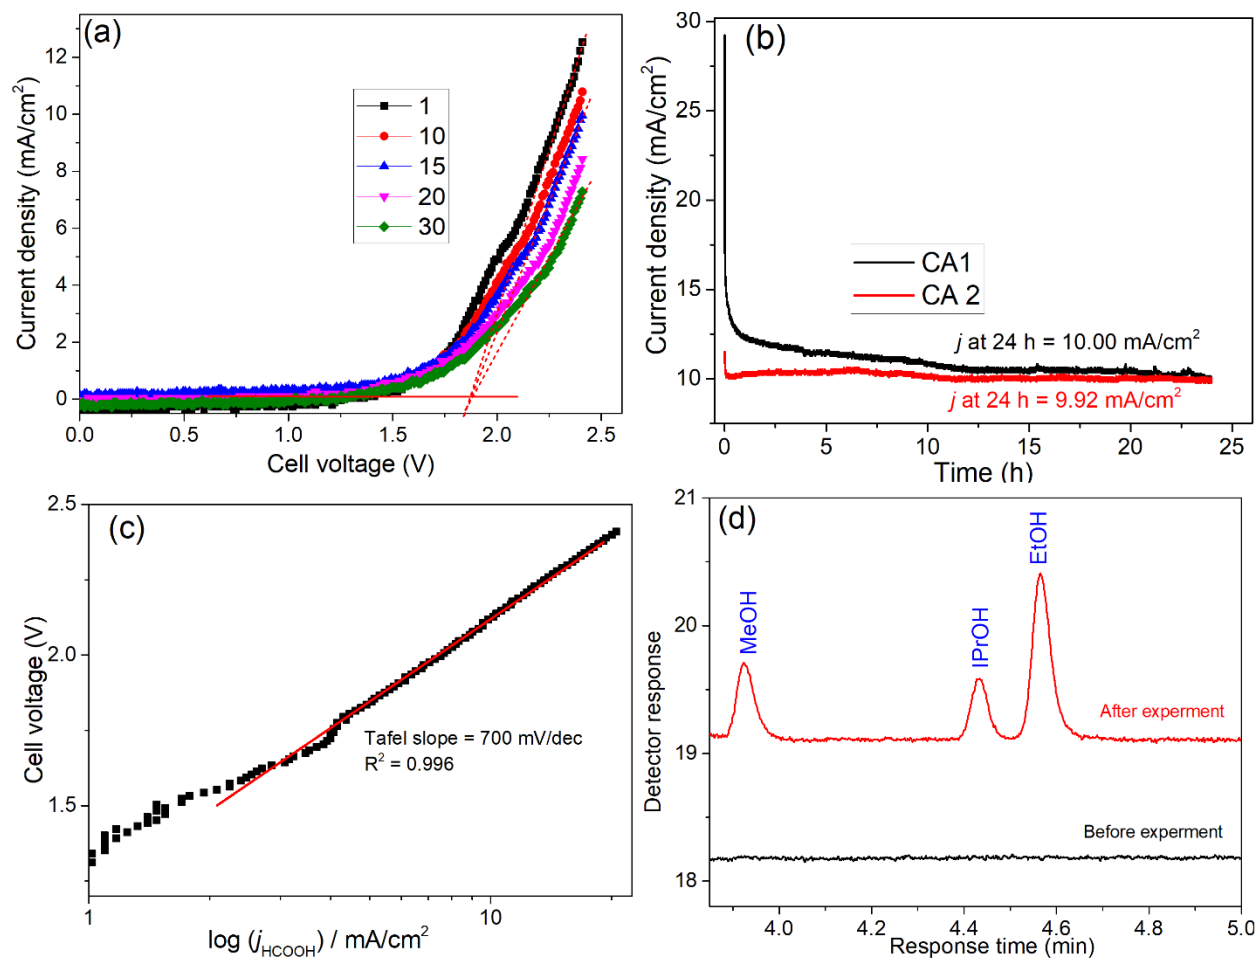 (a)
12
10
8
6
4
2
0
Current density (mA/cm²)
1
10
15
20
30
0.0 0.5 1.0 1.5 2.0 2.5
Cell voltage (V)
(b)
30
25
20
15
10
Current density (mA/cm²)
CA1
CA 2
j at 24 h = 10.00 mA/cm²
j at 24 h = 9.92 mA/cm²
0 5 10 15 20 25
Time (h)
(c)
2.5
2.0
1.5
Cell voltage (V)
Tafel slope = 700 mV/dec
R² = 0.996
1 10
log (jHCOOH) / mA/cm²
(d)
21
20
19
18
Detector response
MeOH
IPrOH
EtOH
After experment
Before experment
4.0 4.2 4.4 4.6 4.8 5.0
Response time (min)